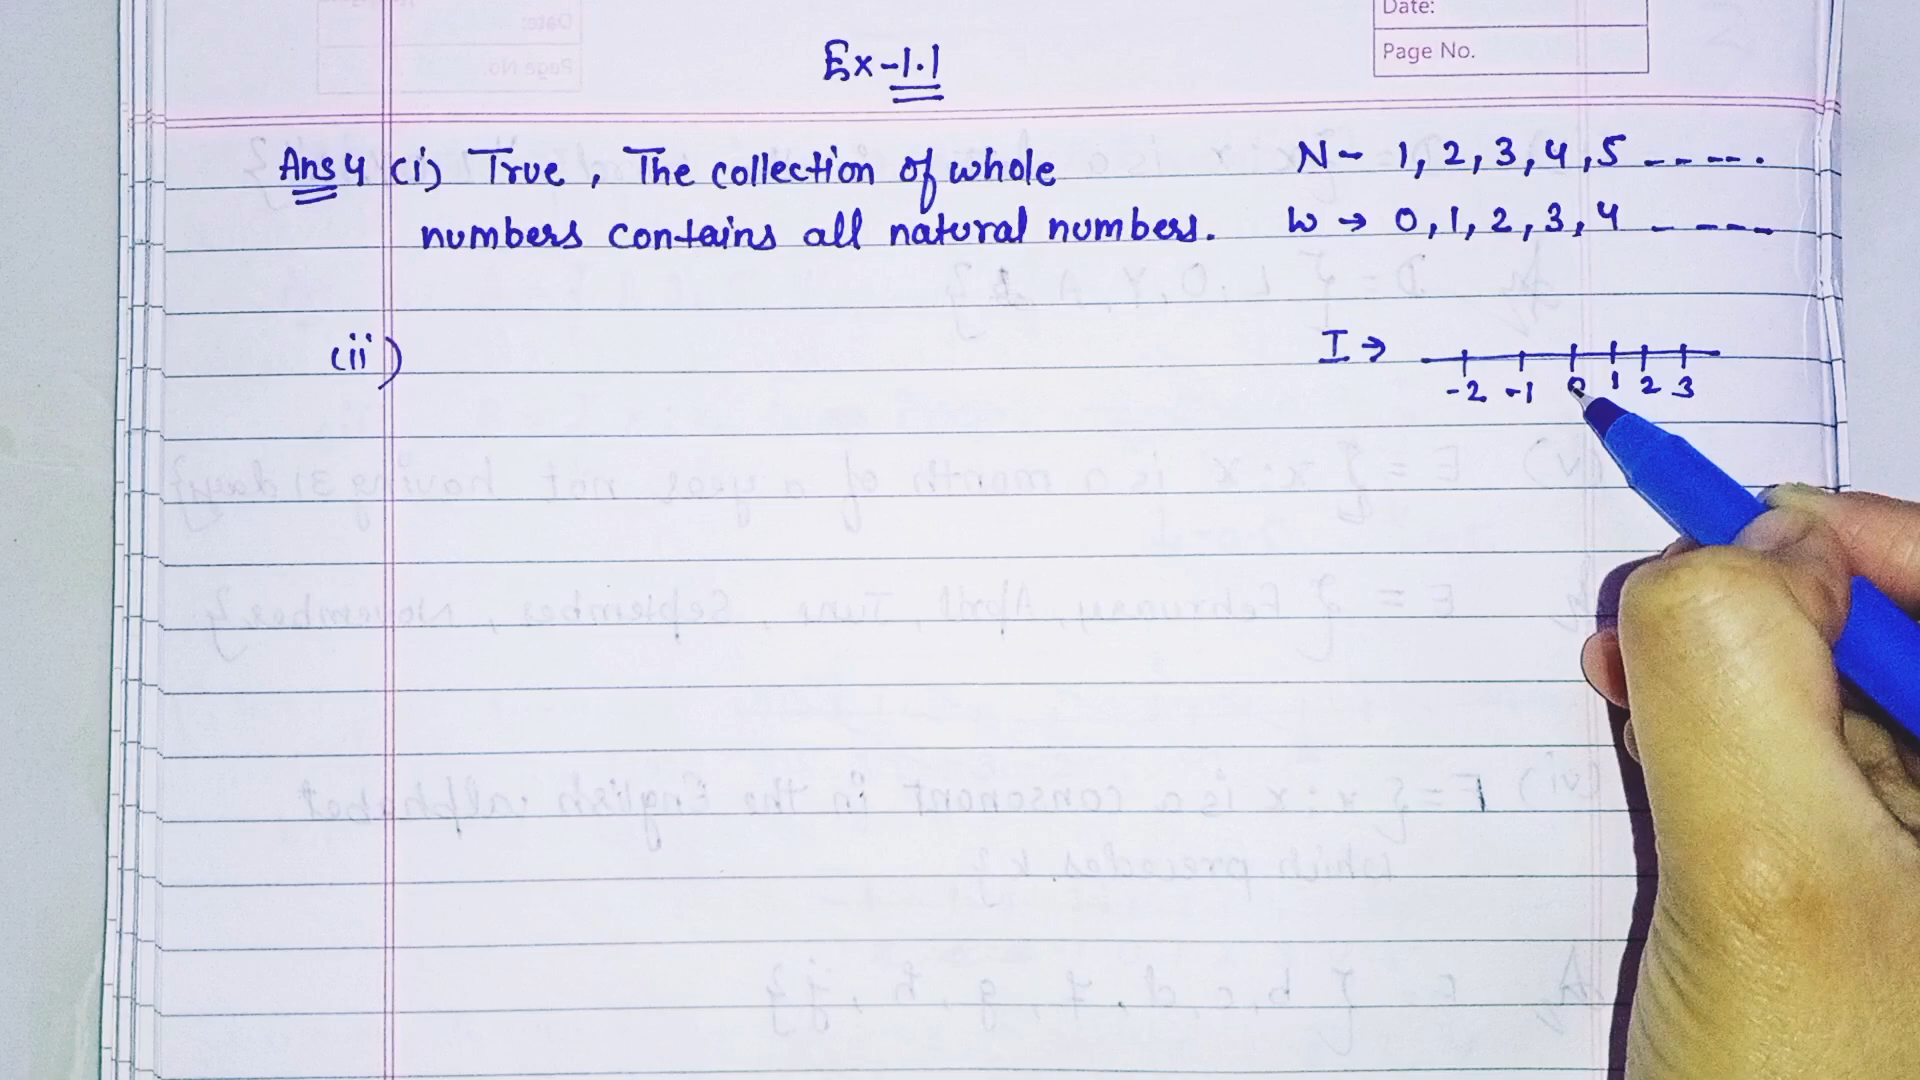 Date:
Page No.
Ex-1.1
Ans 4 (i) True, The collection of whole
numbers contains all natural numbers.
N- 1, 2, 3, 4, 5 -----.
W → 0, 1, 2, 3, 4 ----
(ii)
I →
-2 -1 0 1 2 3